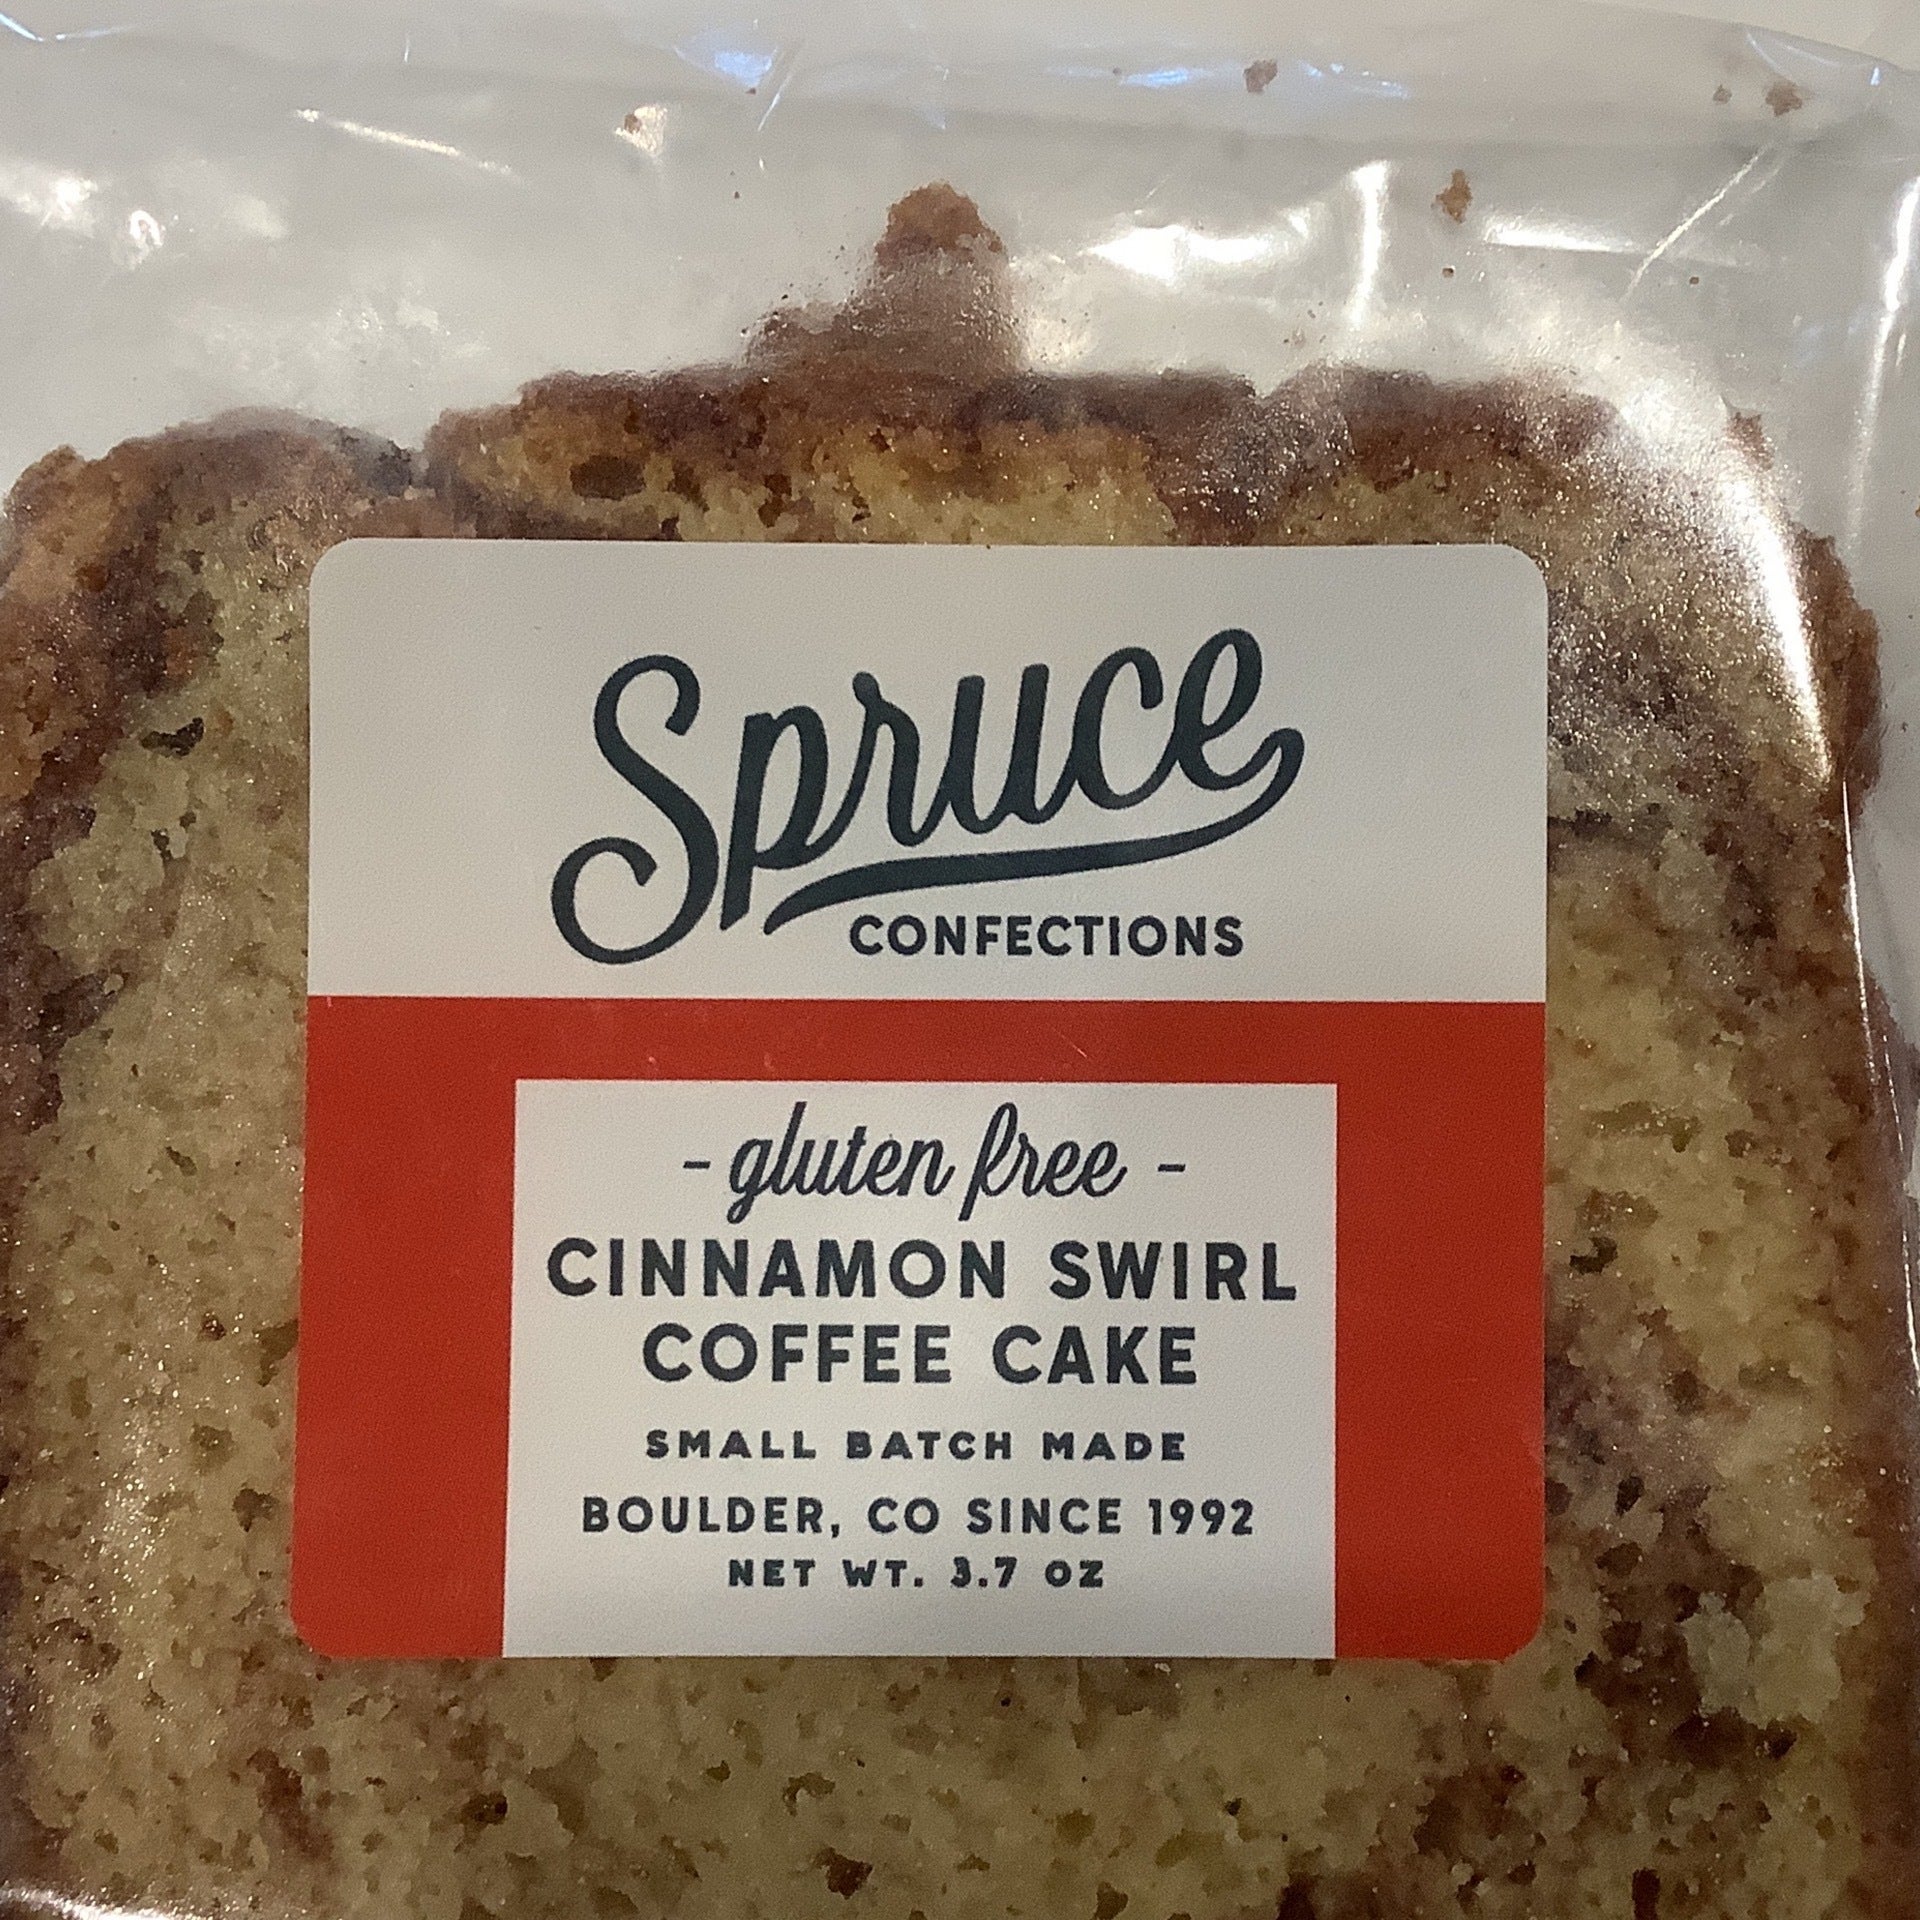 Spruce
CONFECTIONS
- gluten free -
CINNAMON SWIRL
COFFEE CAKE
SMALL BATCH MADE
BOULDER, CO SINCE 1992
NET WT. 3.7 OZ